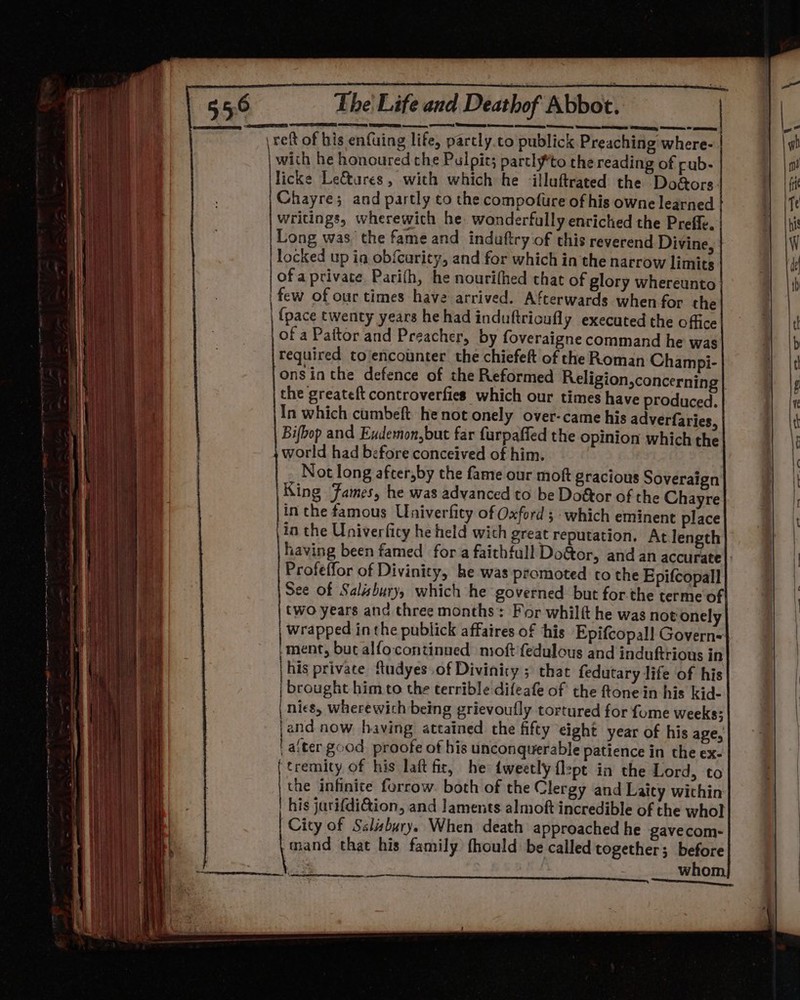 556 The Life and Death of Abbot.
reſt of his enſuing life, partly to publick Preaching where-
with he honoured the Pulpit; partly to the reading of pub-
licke Lectures, with which he illuſtrated the Doctors
Chayre; and partly to the compoſure of his owne learned
writings, wherewith he wonderfully enriched the Preſſe.
Long was the fame and induſtry of this reverend Divine,
locked up in obſcurity, and for which in the narrow limits
of a private Pariſh, he nouriſhed that of glory whereunto
few of our times have arrived. Afterwards when for the
ſpace twenty years he had induſtriouſly executed the office
of a Paſtor and Preacher, by ſoveraigne command he was
required to encounter the chiefeſt of the Roman Champi-
ons in the defence of the Reformed Religion, concerning
the greateſt controverſies which our times have produced.
In which cumbeſt he not onely over-came his adverſaries,
Biſhop and Eudemon, but far ſurpaſſed the opinion which the
world had before conceived of him.
Not long after, by the fame our moſt gracious Soveraign
King James, he was advanced to be Doctor of the Chayre
in the famous Univerſity of Oxford; which eminent place
in the Univerſity he held with great reputation. At length
having been famed for a faithfull Doctor, and an accurate
Profeſſor of Divinity, he was promoted to the Epiſcopall
See of Salisbury, which he governed but for the terme of
two years and three months: For whilſt he was not onely
wrapped in the publick affaires of his Epiſcopall Govern-
ment, but alſo continued moſt ſedulous and induſtrious in
his private ſtudyes of Divinity; that ſedutary life of his
brought him to the terrible diſeaſe of the ſtone in his kid-
nies, wherewith being grievouſly tortured for ſome weeks;
and now having attained the fifty eight year of his age,
after good proofe of his unconquerable patience in the ex-
tremity of his laſt fit, he ſweetly ſlept in the Lord, to
the infinite ſorrow both of the Clergy and Laity within
his juriſdiction, and laments almoſt incredible of the whol
City of Salisbury. When death approached he gave com-
mand that his family ſhould be called together; before
whom